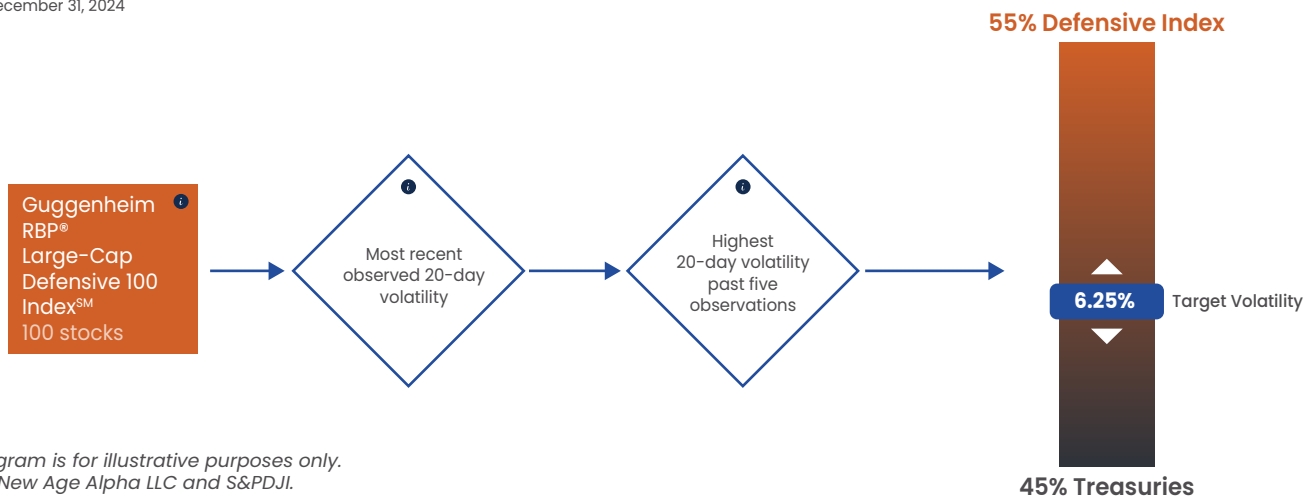 ecember 31, 2024
55% Defensive Index
Guggenheim
RBP®
Large-Cap
Defensive 100
Index℠
100 stocks
i
i
Most recent
observed 20-day
volatility
i
Highest
20-day volatility
past five
observations
6.25%
Target Volatility
45% Treasuries
gram is for illustrative purposes only.
New Age Alpha LLC and S&PDJI.